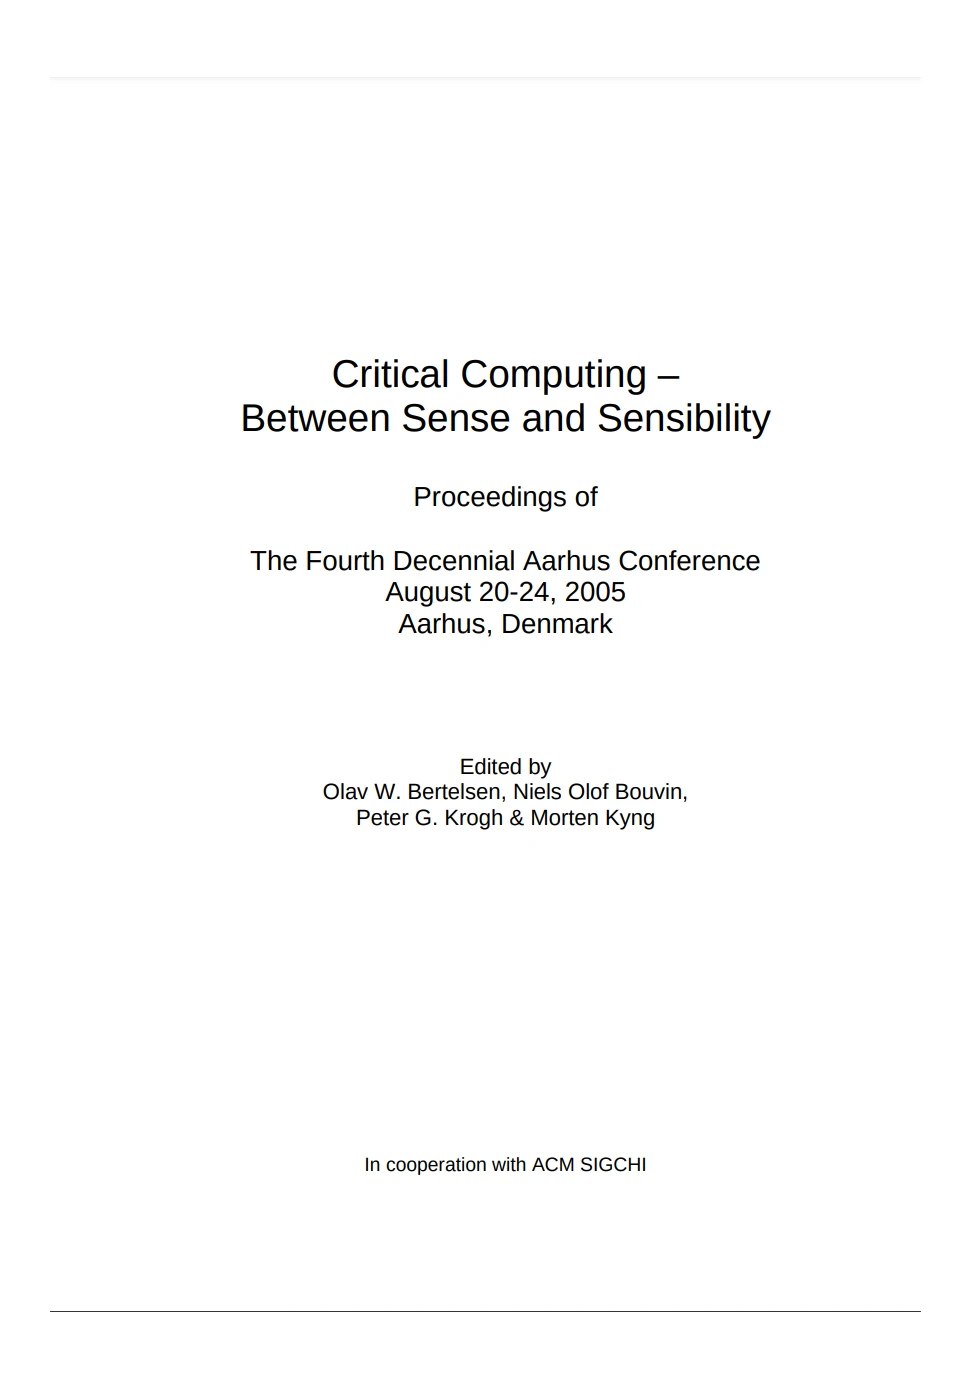 Critical Computing –
Between Sense and Sensibility
Proceedings of
The Fourth Decennial Aarhus Conference
August 20-24, 2005
Aarhus, Denmark
Edited by
Olav W. Bertelsen, Niels Olof Bouvin,
Peter G. Krogh & Morten Kyng
In cooperation with ACM SIGCHI